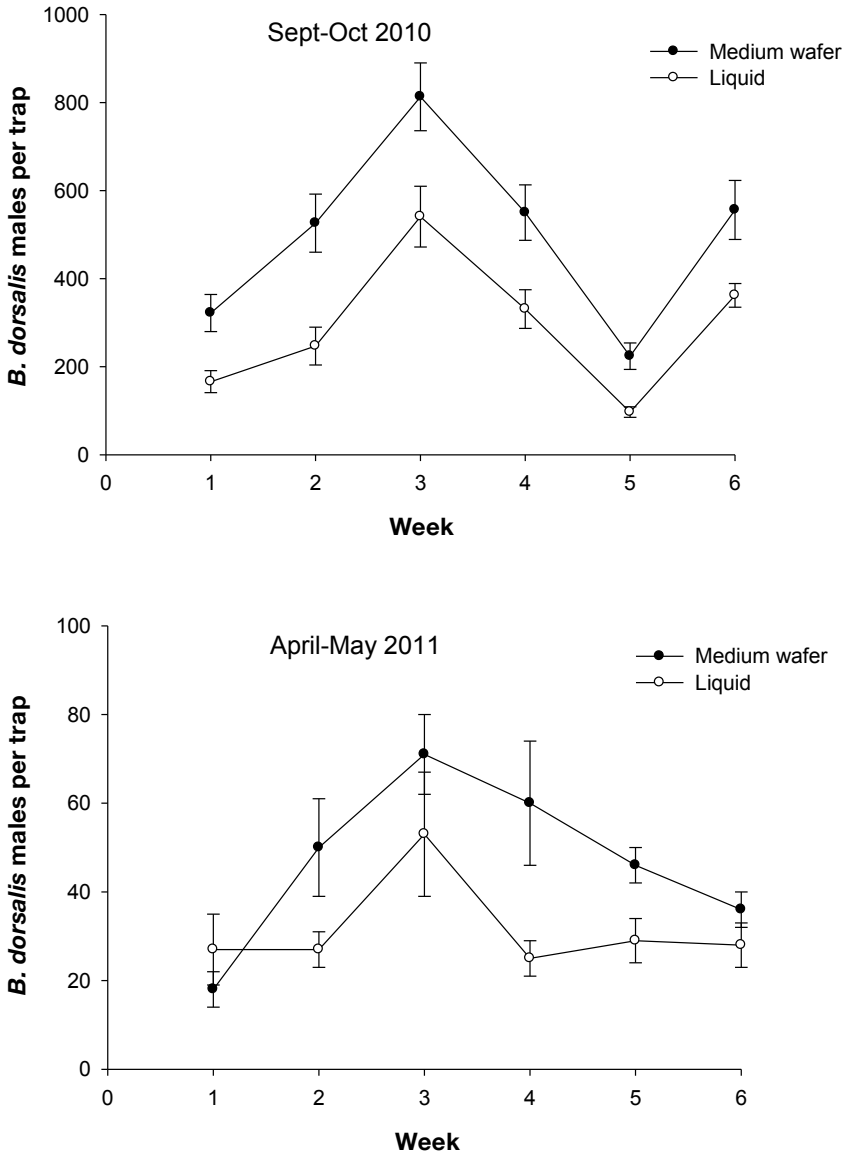 Sept-Oct 2010
Medium wafer
Liquid
B. dorsalis males per trap
1000
800
600
400
200
0
0 1 2 3 4 5 6
Week
April-May 2011
Medium wafer
Liquid
B. dorsalis males per trap
100
80
60
40
20
0
0 1 2 3 4 5 6
Week